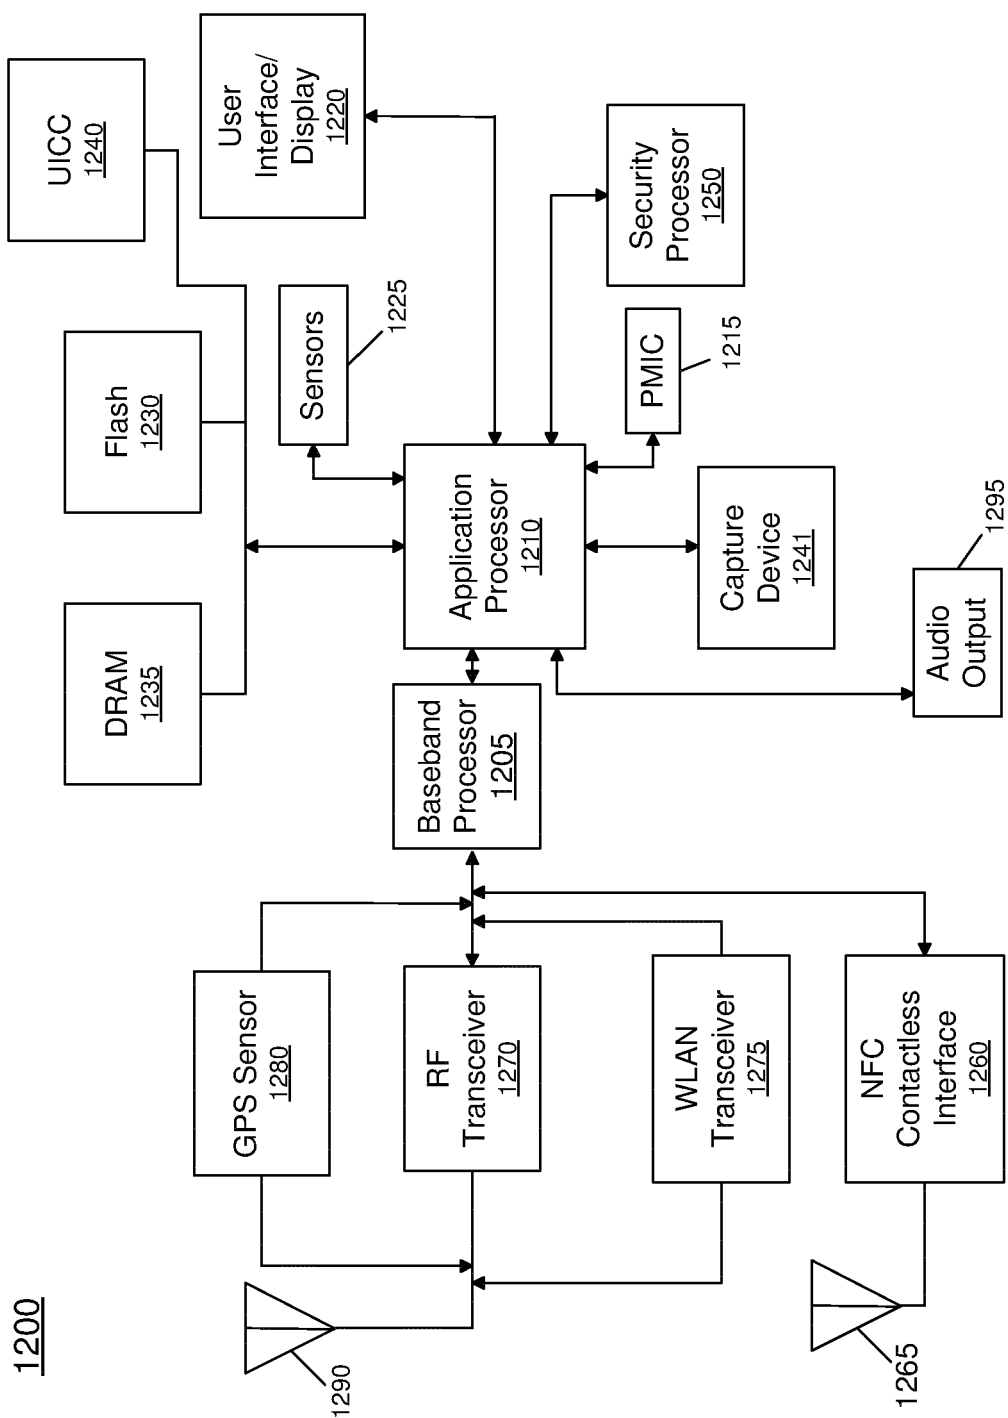 1200
UICC
1240
User
Interface/
Display
1220
Flash
1230
DRAM
1235
Sensors
1225
Security
Processor
1250
PMIC
1215
Application
Processor
1210
Capture
Device
1241
Audio
Output
1295
Baseband
Processor
1205
GPS Sensor
1280
RF
Transceiver
1270
WLAN
Transceiver
1275
NFC
Contactless
Interface
1260
1290
1265